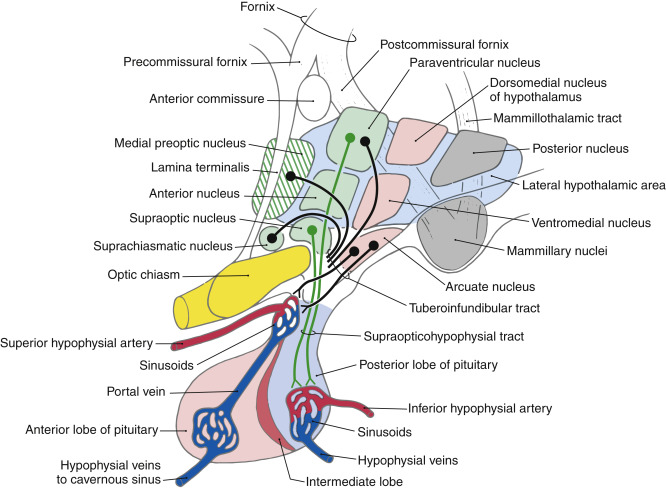 Fornix
Precommissural fornix
Anterior commissure
Medial preoptic nucleus
Lamina terminalis
Anterior nucleus
Supraoptic nucleus
Suprachiasmatic nucleus
Optic chiasm
Superior hypophysial artery
Sinusoids
Portal vein
Anterior lobe of pituitary
Hypophysial veins
to cavernous sinus
Postcommissural fornix
Paraventricular nucleus
Dorsomedial nucleus
of hypothalamus
Mammillothalamic tract
Posterior nucleus
Lateral hypothalamic area
Ventromedial nucleus
Mammillary nuclei
Arcuate nucleus
Tuberoinfundibular tract
Supraopticohypophysial tract
Posterior lobe of pituitary
Inferior hypophysial artery
Sinusoids
Hypophysial veins
Intermediate lobe